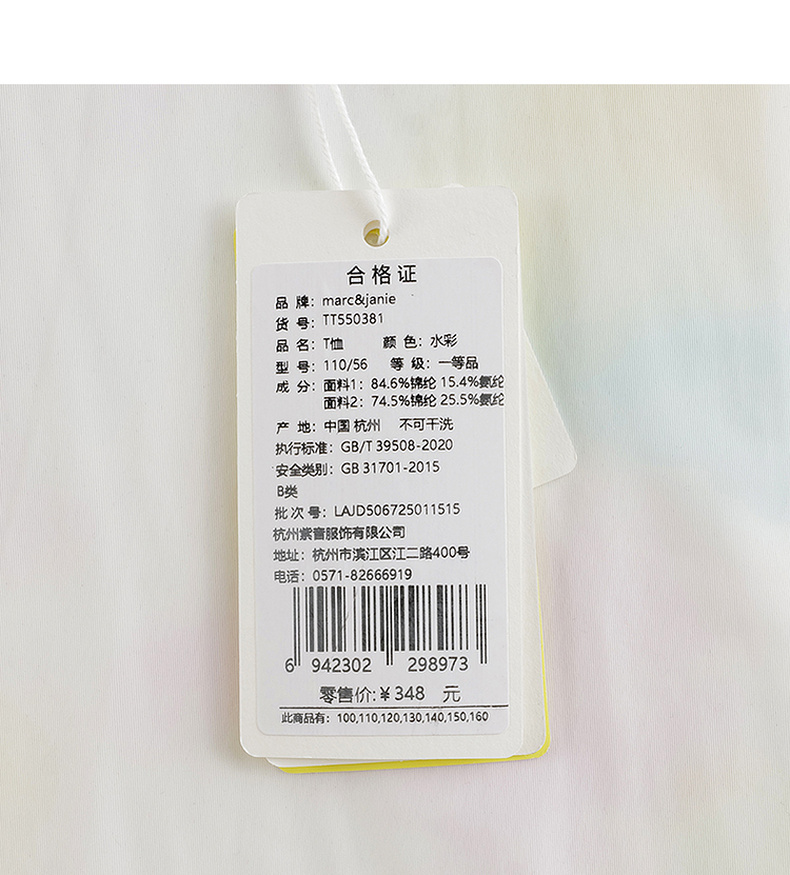 合格证
品 牌：marc&janie
货 号：TT550381
品 名：T恤 颜 色：水彩
型 号：110/56 等 级：一等品
成 分：面料1：84.6%锦纶 15.4%氨纶
面料2：74.5%锦纶 25.5%氨纶
产 地：中国 杭州 不可干洗
执行标准：GB/T 39508-2020
安全类别：GB 31701-2015
B类
批 次 号：LAJD506725011515
杭州紫音服饰有限公司
地址：杭州市滨江区江二路400号
电话：0571-82666919
6 942302 298973
零售价:￥348 元
此商品有：100,110,120,130,140,150,160